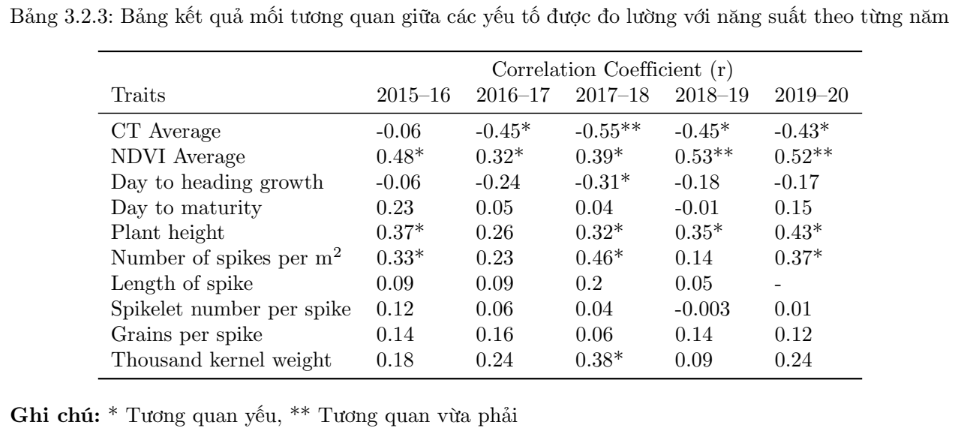 Bảng 3.2.3: Bảng kết quả mối tương quan giữa các yếu tố được đo lường với năng suất theo từng năm
Correlation Coefficient (r)
Traits 2015–16 2016–17 2017–18 2018–19 2019–20
CT Average -0.06 -0.45* -0.55** -0.45* -0.43*
NDVI Average 0.48* 0.32* 0.39* 0.53** 0.52**
Day to heading growth -0.06 -0.24 -0.31* -0.18 -0.17
Day to maturity 0.23 0.05 0.04 -0.01 0.15
Plant height 0.37* 0.26 0.32* 0.35* 0.43*
Number of spikes per m² 0.33* 0.23 0.46* 0.14 0.37*
Length of spike 0.09 0.09 0.2 0.05 -
Spikelet number per spike 0.12 0.06 0.04 -0.003 0.01
Grains per spike 0.14 0.16 0.06 0.14 0.12
Thousand kernel weight 0.18 0.24 0.38* 0.09 0.24
Ghi chú: * Tương quan yếu, ** Tương quan vừa phải